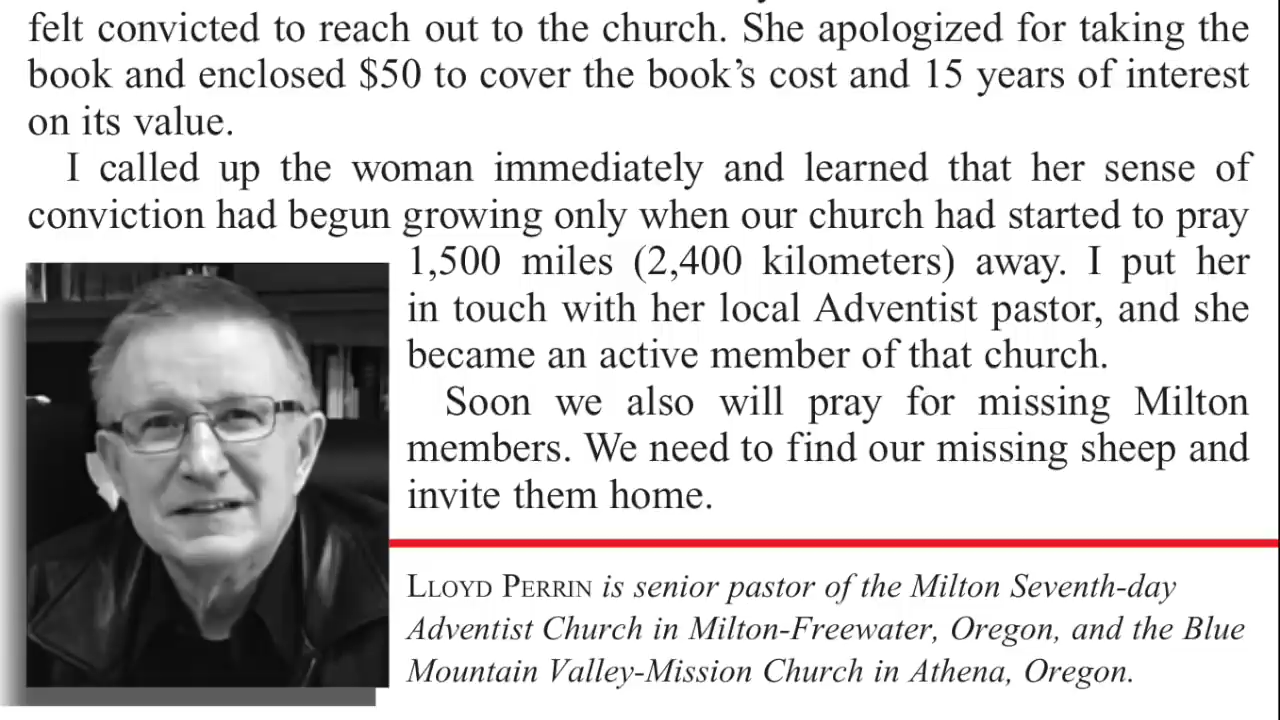 felt convicted to reach out to the church. She apologized for taking the
book and enclosed $50 to cover the book’s cost and 15 years of interest
on its value.
I called up the woman immediately and learned that her sense of
conviction had begun growing only when our church had started to pray
1,500 miles (2,400 kilometers) away. I put her
in touch with her local Adventist pastor, and she
became an active member of that church.
Soon we also will pray for missing Milton
members. We need to find our missing sheep and
invite them home.
LLOYD PERRIN is senior pastor of the Milton Seventh-day
Adventist Church in Milton-Freewater, Oregon, and the Blue
Mountain Valley-Mission Church in Athena, Oregon.